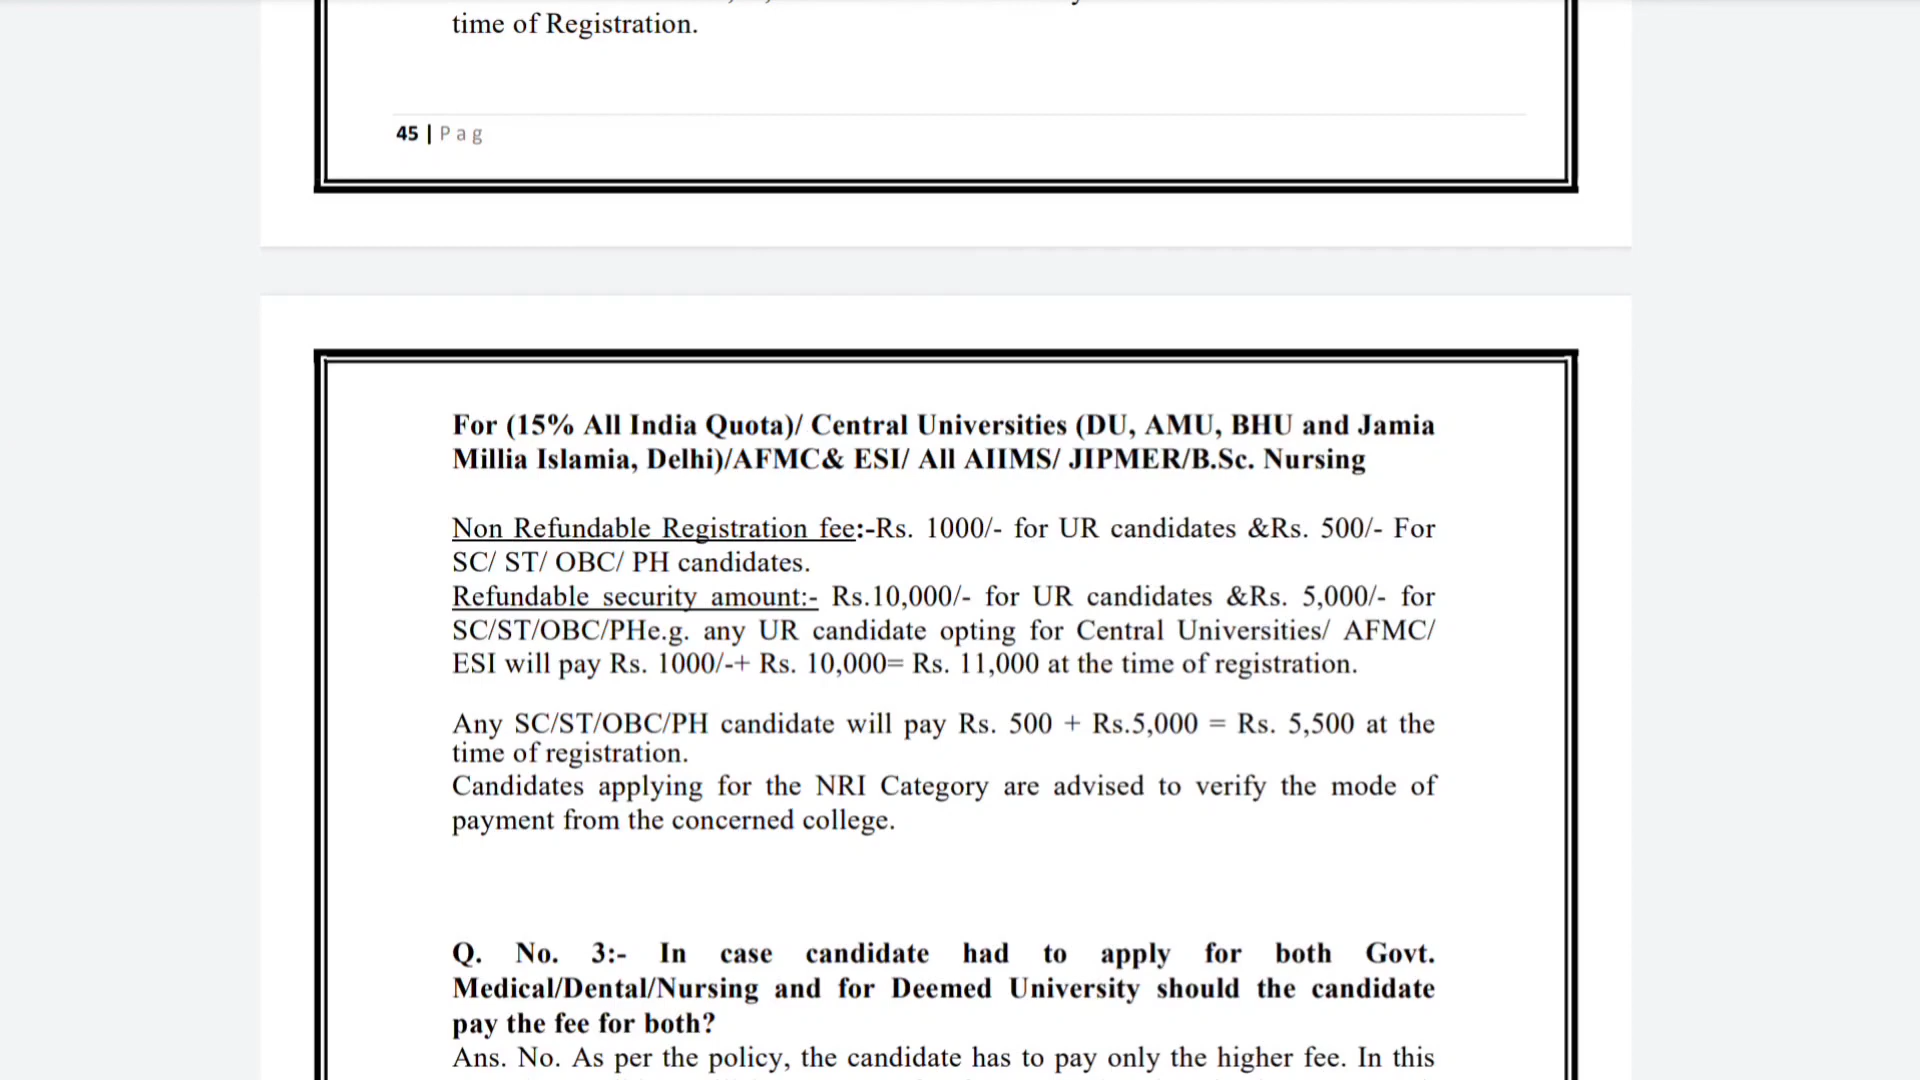 time of Registration.
45 | P a g
For (15% All India Quota)/ Central Universities (DU, AMU, BHU and Jamia
Millia Islamia, Delhi)/AFMC& ESI/ All AIIMS/ JIPMER/B.Sc. Nursing
Non Refundable Registration fee:-Rs. 1000/- for UR candidates &Rs. 500/- For
SC/ ST/ OBC/ PH candidates.
Refundable security amount:- Rs.10,000/- for UR candidates &Rs. 5,000/- for
SC/ST/OBC/PHe.g. any UR candidate opting for Central Universities/ AFMC/
ESI will pay Rs. 1000/-+ Rs. 10,000= Rs. 11,000 at the time of registration.
Any SC/ST/OBC/PH candidate will pay Rs. 500 + Rs.5,000 = Rs. 5,500 at the
time of registration.
Candidates applying for the NRI Category are advised to verify the mode of
payment from the concerned college.
Q. No. 3:- In case candidate had to apply for both Govt.
Medical/Dental/Nursing and for Deemed University should the candidate
pay the fee for both?
Ans. No. As per the policy, the candidate has to pay only the higher fee. In this